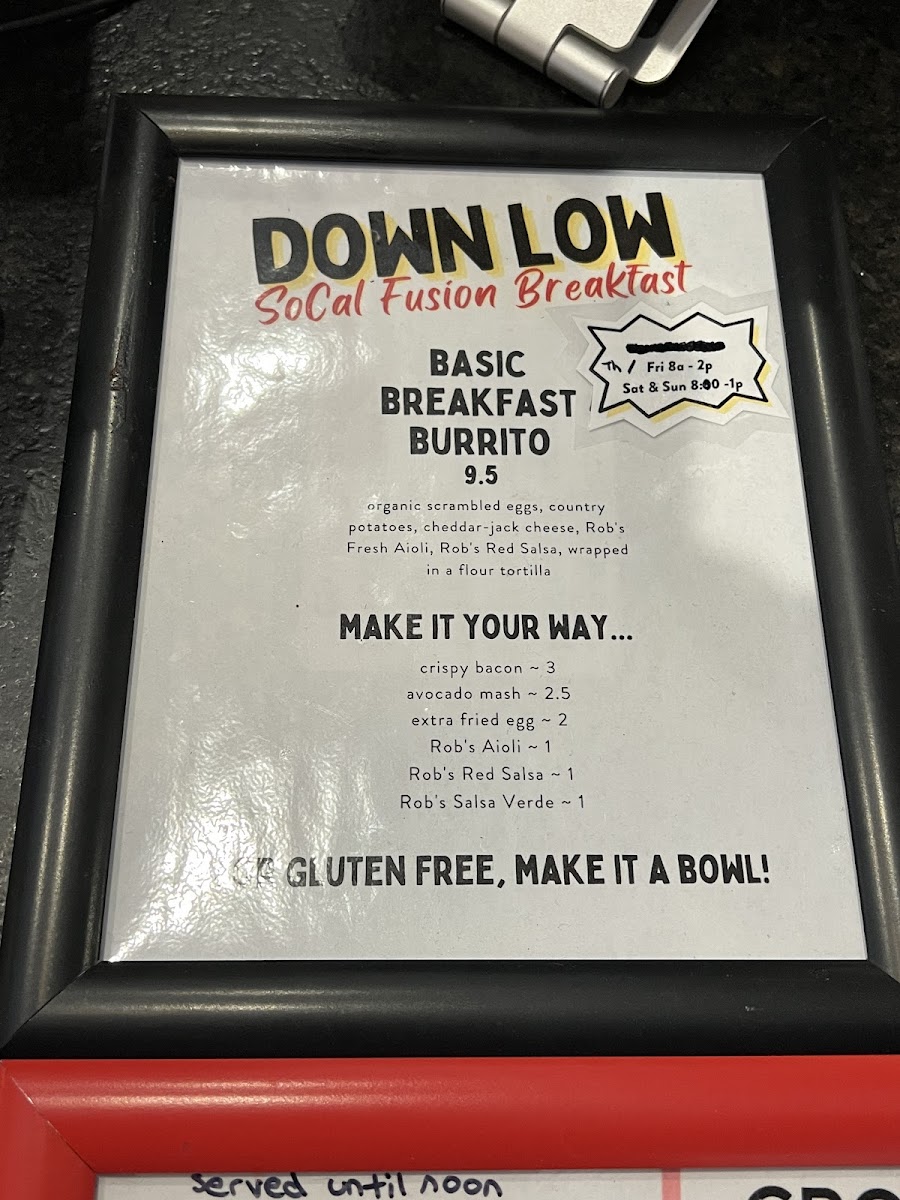 DOWN LOW
SoCal Fusion Breakfast
Th / Fri 8a - 2p
Sat & Sun 8:00 -1p
BASIC
BREAKFAST
BURRITO
9.5
organic scrambled eggs, country
potatoes, cheddar-jack cheese, Rob's
Fresh Aioli, Rob's Red Salsa, wrapped
in a flour tortilla
MAKE IT YOUR WAY...
crispy bacon ~ 3
avocado mash ~ 2.5
extra fried egg ~ 2
Rob's Aioli ~ 1
Rob's Red Salsa ~ 1
Rob's Salsa Verde ~ 1
OR GLUTEN FREE, MAKE IT A BOWL!
served until noon